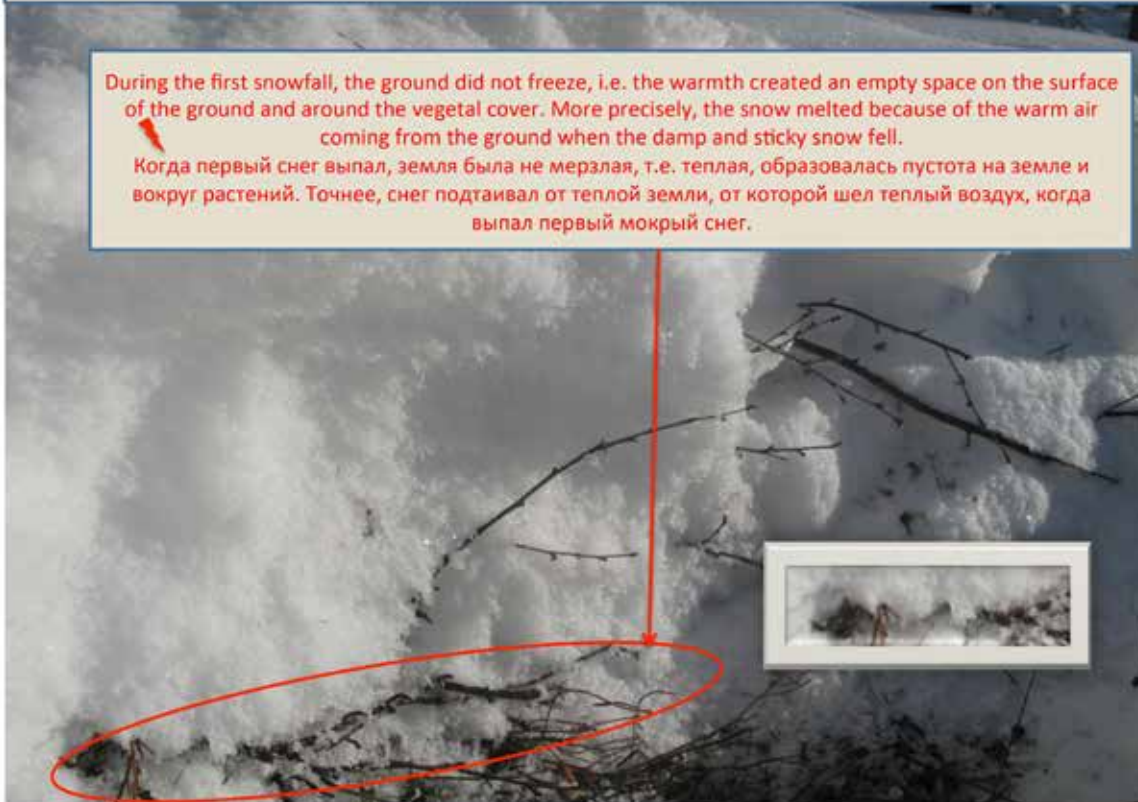 During the first snowfall, the ground did not freeze, i.e. the warmth created an empty space on the surface
of the ground and around the vegetal cover. More precisely, the snow melted because of the warm air
coming from the ground when the damp and sticky snow fell.
Когда первый снег выпал, земля была не мерзлая, т.е. теплая, образовалась пустота на земле и
вокруг растений. Точнее, снег подтаивал от теплой земли, от которой шел теплый воздух, когда
выпал первый мокрый снег.